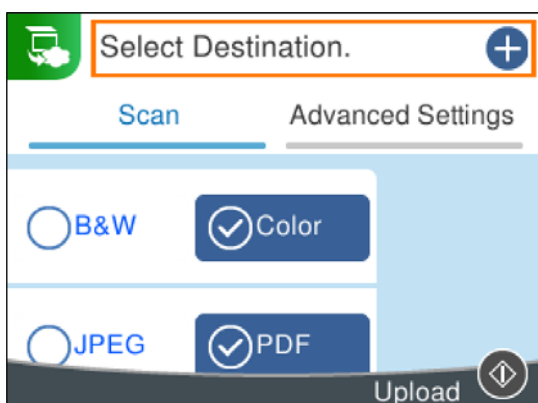 Select Destination.
Scan Advanced Settings
B&W Color
JPEG PDF
Upload